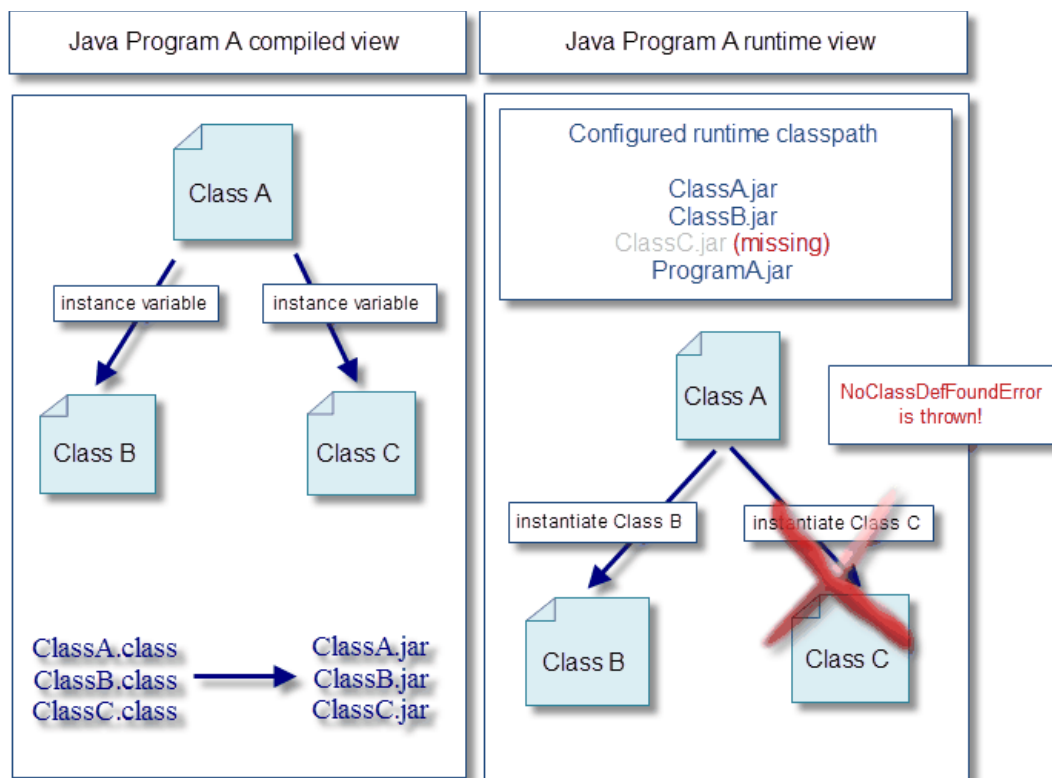 Java Program A compiled view
Class A
instance variable
instance variable
Class B
Class C
ClassA.class
ClassB.class
ClassC.class
ClassA.jar
ClassB.jar
ClassC.jar
Java Program A runtime view
Configured runtime classpath
ClassA.jar
ClassB.jar
ClassC.jar (missing)
ProgramA.jar
Class A
NoClassDefFoundError
is thrown!
instantiate Class B
instantiate Class C
Class B
Class C